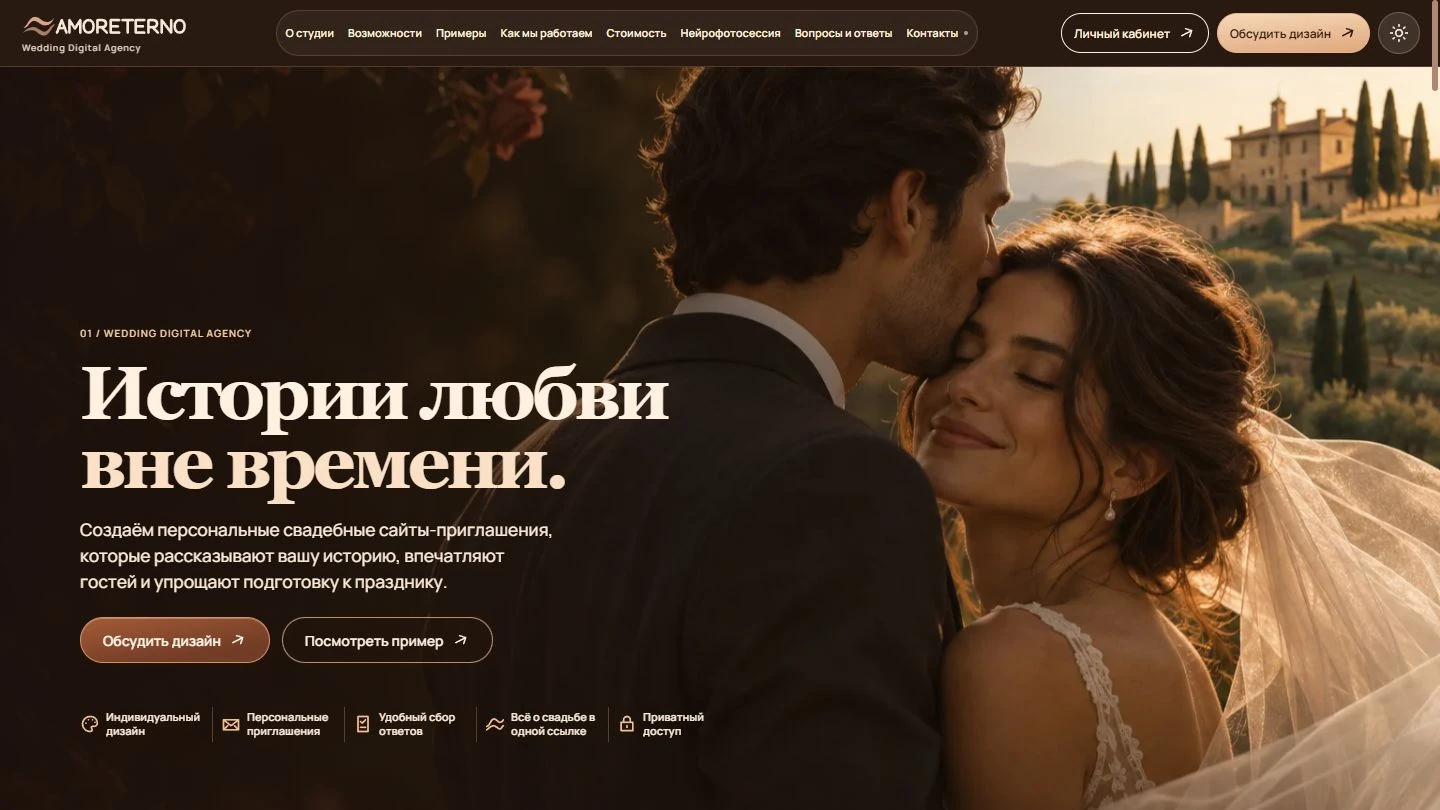 AMORETERNO
Wedding Digital Agency
О студии
Возможности
Примеры
Как мы работаем
Стоимость
Нейрофотосессия
Вопросы и ответы
Контакты
Личный кабинет
Обсудить дизайн
01 / WEDDING DIGITAL AGENCY
Истории любви
вне времени.
Создаём персональные свадебные сайты-приглашения,
которые рассказывают вашу историю, впечатляют
гостей и упрощают подготовку к празднику.
Обсудить дизайн
Посмотреть пример
Индивидуальный
дизайн
Персональные
приглашения
Удобный сбор
ответов
Всё о свадьбе в
одной ссылке
Приватный
доступ